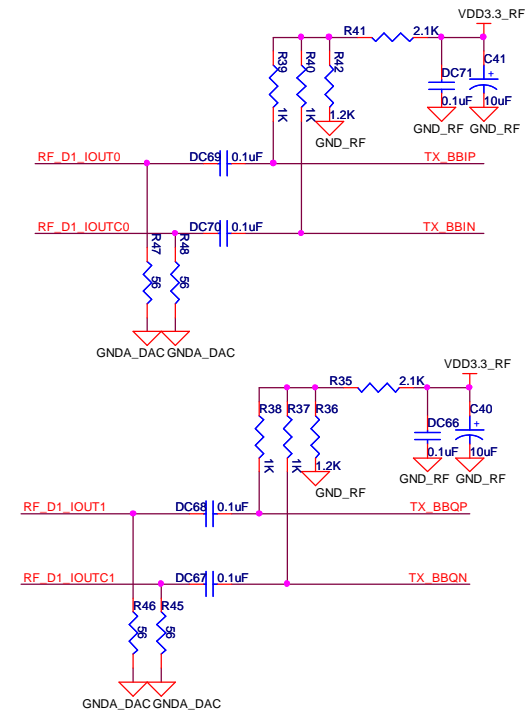 VDD3.3_RF
R41 2.1K
R39 R40 R42
C41
DC71
1K 1K 1.2K
0.1uF 10uF
GND_RF
GND_RF GND_RF
RF_D1_IOUT0 DC69 0.1uF TX_BBIP
RF_D1_IOUTC0 DC70 0.1uF TX_BBIN
R47 R48
56 56
GNDA_DAC GNDA_DAC
VDD3.3_RF
R35 2.1K
R38 R37 R36
C40
DC66
1K 1K 1.2K
0.1uF 10uF
GND_RF
GND_RF GND_RF
RF_D1_IOUT1 DC68 0.1uF TX_BBQP
RF_D1_IOUTC1 DC67 0.1uF TX_BBQN
R46 R45
56 56
GNDA_DAC GNDA_DAC